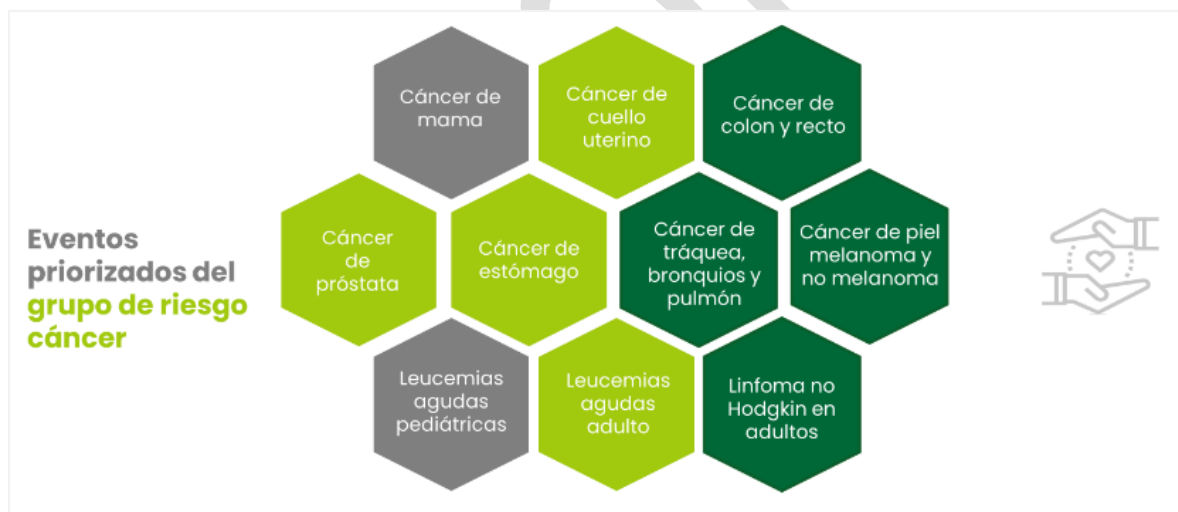 Eventos
priorizados del
grupo de riesgo
cáncer
Cáncer de
mama
Cáncer de
cuello
uterino
Cáncer de
colon y recto
Cáncer
de
próstata
Cáncer de
estómago
Cáncer de
tráquea,
bronquios y
pulmón
Cáncer de piel
melanoma y
no melanoma
Leucemias
agudas
pediátricas
Leucemias
agudas
adulto
Linfoma no
Hodgkin en
adultos